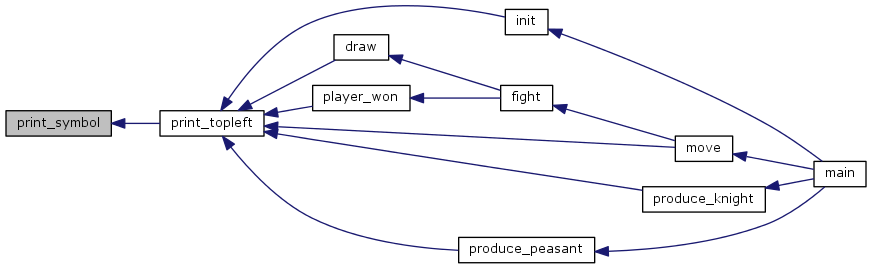 init
draw
player_won
fight
print_symbol
print_topleft
move
main
produce_knight
produce_peasant